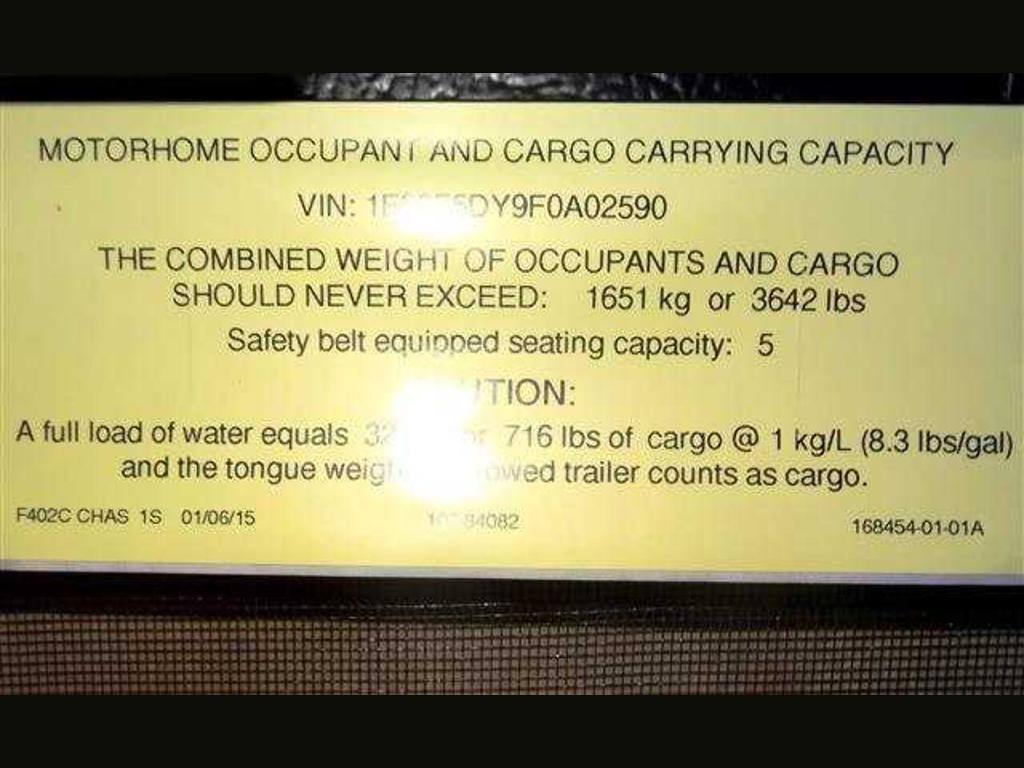 MOTORHOME OCCUPANT AND CARGO CARRYING CAPACITY
VIN:
THE COMBINED WEIGHT OF OCCUPANTS AND CARGO
SHOULD NEVER EXCEED: 1651 kg or 3642 lbs
Safety belt equipped seating capacity: 5
A full load of water equals 716 lbs of cargo @ 1 kg/L (8.3 lbs/gal)
and the tongue trailer counts as cargo.
F402C CHAS 1S 01/06/15
168454-01-01A